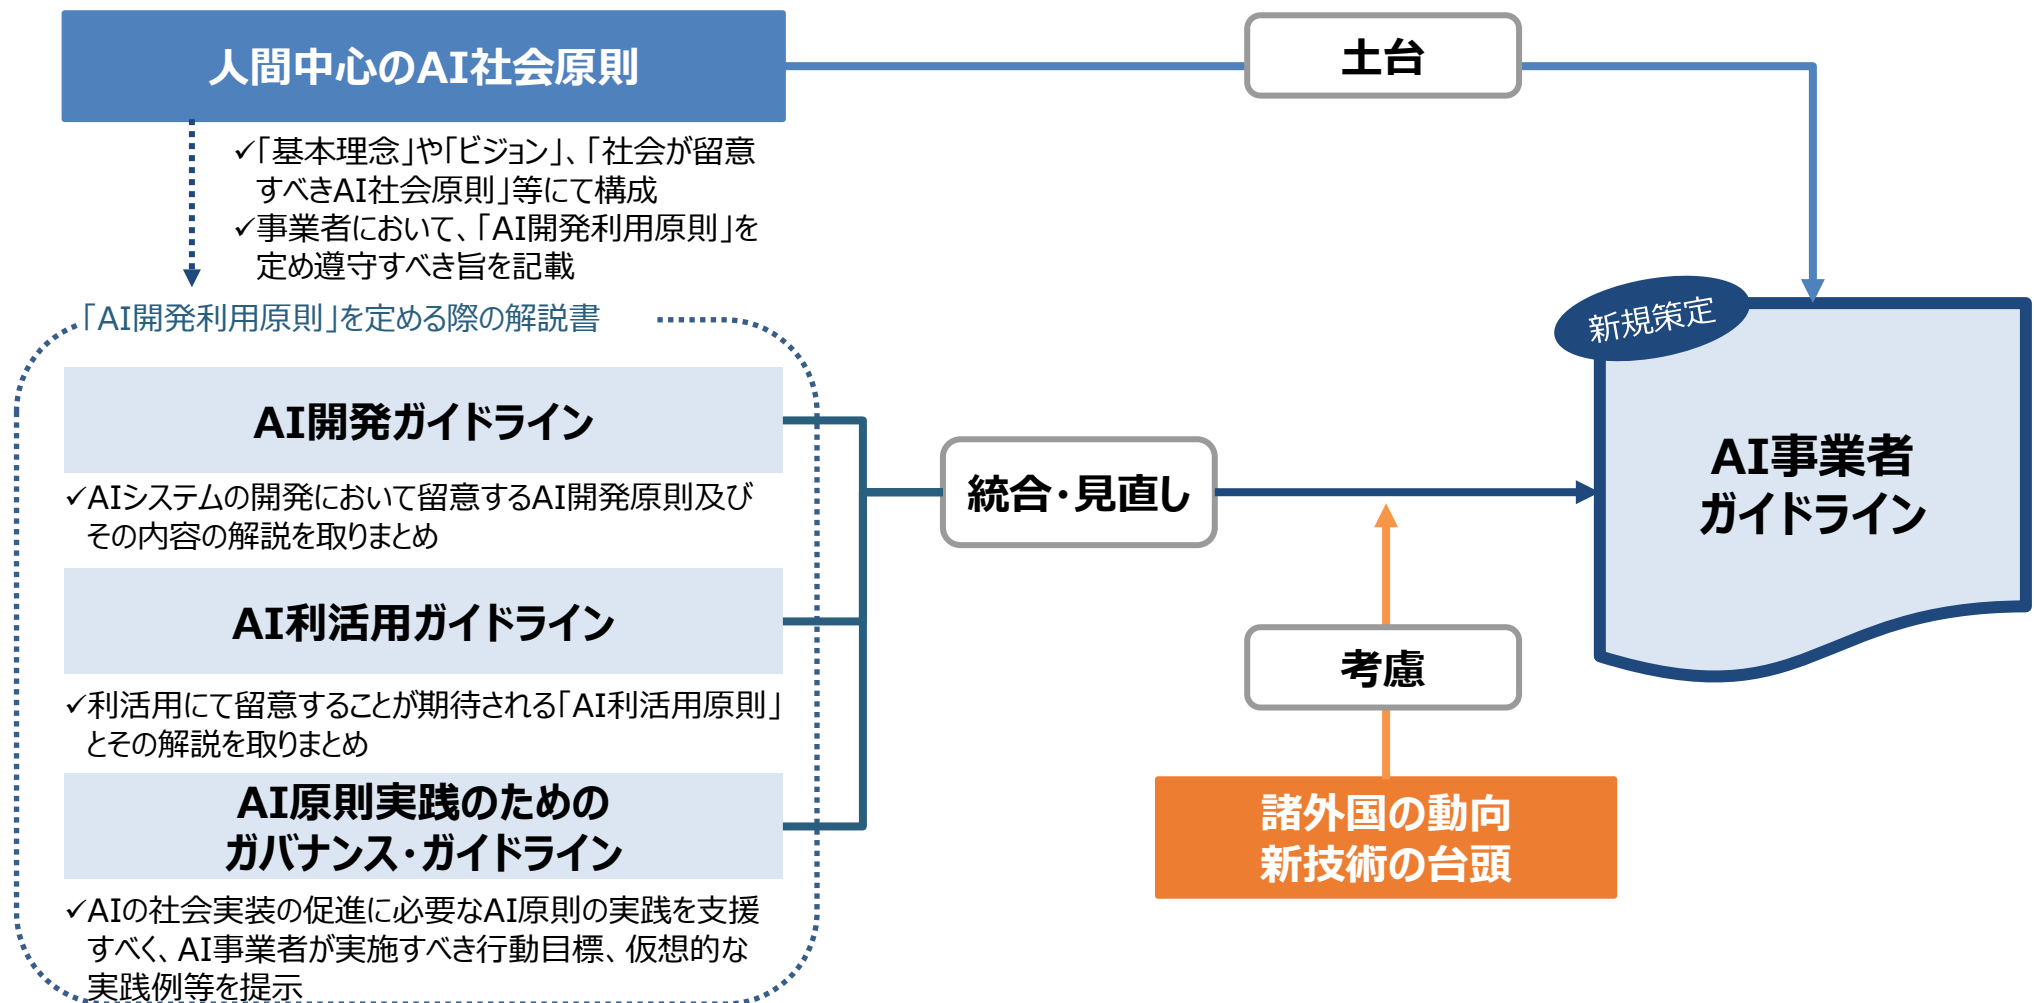 人間中心のAI社会原則
土台
✓「基本理念」や「ビジョン」、「社会が留意
すべきAI社会原則」等にて構成
✓事業者において、「AI開発利用原則」を
定め遵守すべき旨を記載
「AI開発利用原則」を定める際の解説書
AI開発ガイドライン
✓AIシステムの開発において留意するAI開発原則及び
その内容の解説を取りまとめ
AI利活用ガイドライン
✓利活用にて留意することが期待される「AI利活用原則」
とその解説を取りまとめ
AI原則実践のための
ガバナンス・ガイドライン
✓AIの社会実装の促進に必要なAI原則の実践を支援
すべく、AI事業者が実施すべき行動目標、仮想的な
実践例等を提示
統合・見直し
考慮
諸外国の動向
新技術の台頭
新規策定
AI事業者
ガイドライン